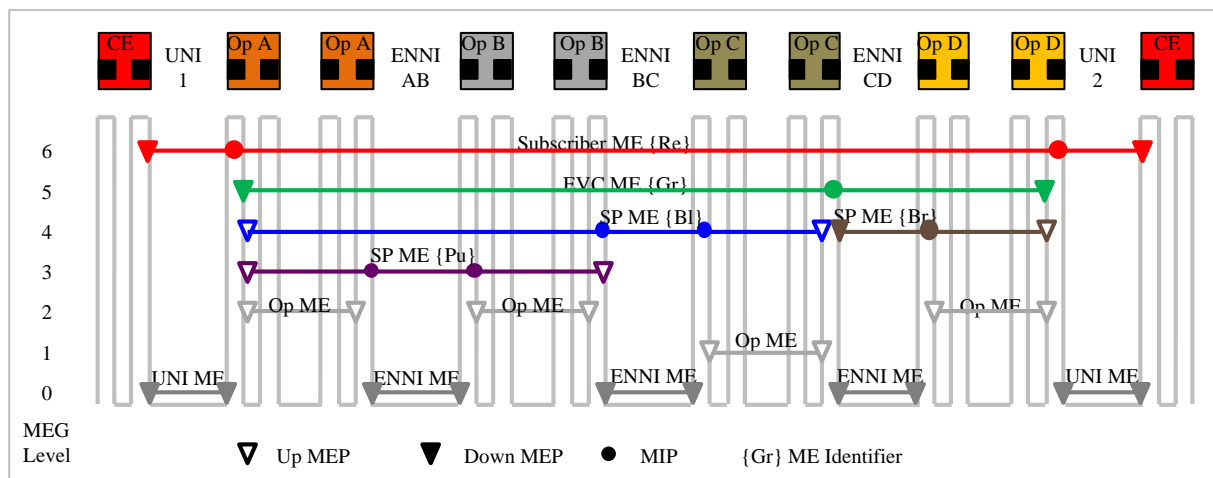 CE UNI 1 Op A Op A ENNI AB Op B Op B ENNI BC Op C Op C ENNI CD Op D Op D UNI 2 CE
6 Subscriber ME {Re}
5 EVC ME {Gr}
4 SP ME {Bl} SP ME {Br}
3 SP ME {Pu}
2 Op ME Op ME Op ME
1 Op ME
0 UNI ME ENNI ME ENNI ME ENNI ME UNI ME
MEG
Level
Up MEP Down MEP MIP {Gr} ME Identifier